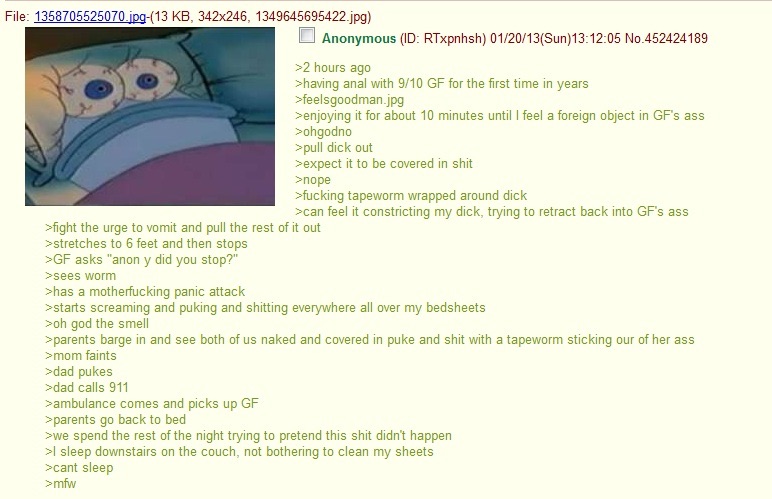 File: 1358705525070.jpg-(13 KB, 342x246, 1349645695422.jpg)
Anonymous (ID: RTxpnhsh) 01/20/13(Sun)13:12:05 No.452424189
>2 hours ago
>having anal with 9/10 GF for the first time in years
>feelsgoodman.jpg
>enjoying it for about 10 minutes until I feel a foreign object in GF's ass
>ohgodno
>pull dick out
>expect it to be covered in shit
>nope
>fucking tapeworm wrapped around dick
>can feel it constricting my dick, trying to retract back into GF's ass
>fight the urge to vomit and pull the rest of it out
>stretches to 6 feet and then stops
>GF asks "anon y did you stop?"
>sees worm
>has a motherfucking panic attack
>starts screaming and puking and shitting everywhere all over my bedsheets
>oh god the smell
>parents barge in and see both of us naked and covered in puke and shit with a tapeworm sticking our of her ass
>mom faints
>dad pukes
>dad calls 911
>ambulance comes and picks up GF
>parents go back to bed
>we spend the rest of the night trying to pretend this shit didn't happen
>I sleep downstairs on the couch, not bothering to clean my sheets
>cant sleep
>mfw